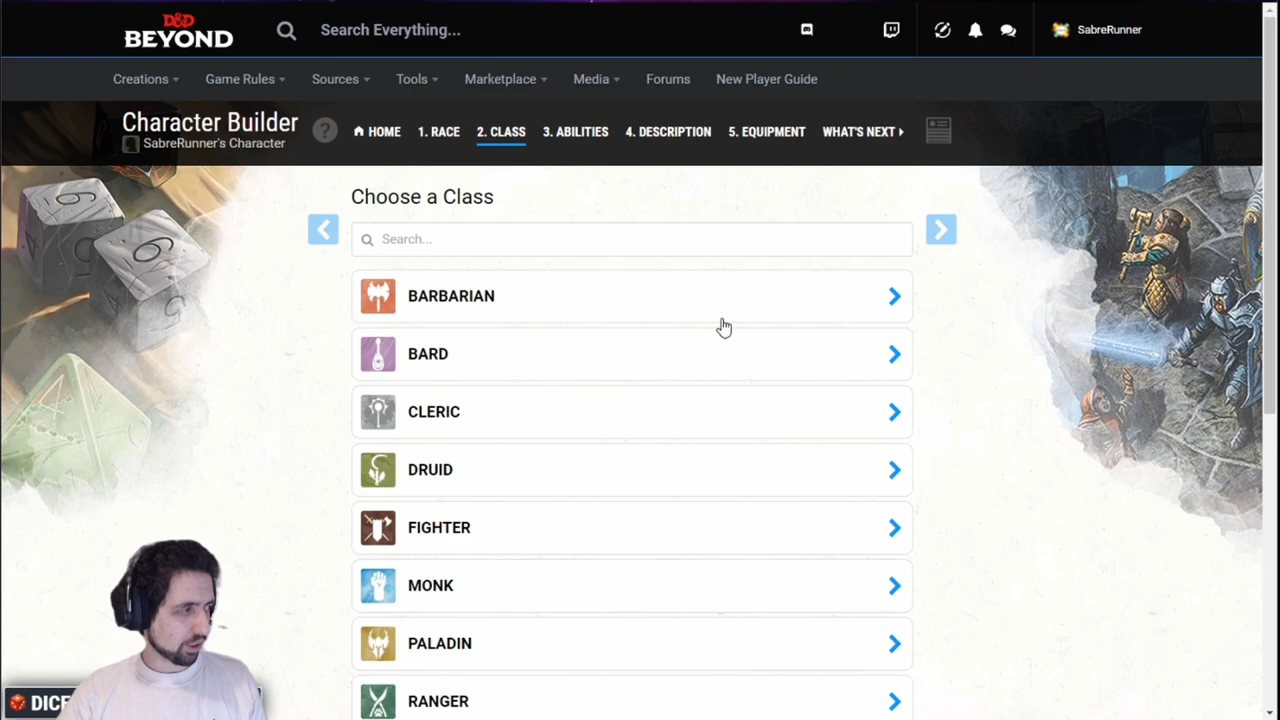 D&D
BEYOND
Search Everything...
SabreRunner
Creations
Game Rules
Sources
Tools
Marketplace
Media
Forums
New Player Guide
Character Builder
SabreRunner's Character
?
HOME
1. RACE
2. CLASS
3. ABILITIES
4. DESCRIPTION
5. EQUIPMENT
WHAT'S NEXT
Choose a Class
Search...
BARBARIAN
BARD
CLERIC
DRUID
FIGHTER
MONK
PALADIN
RANGER
DICE